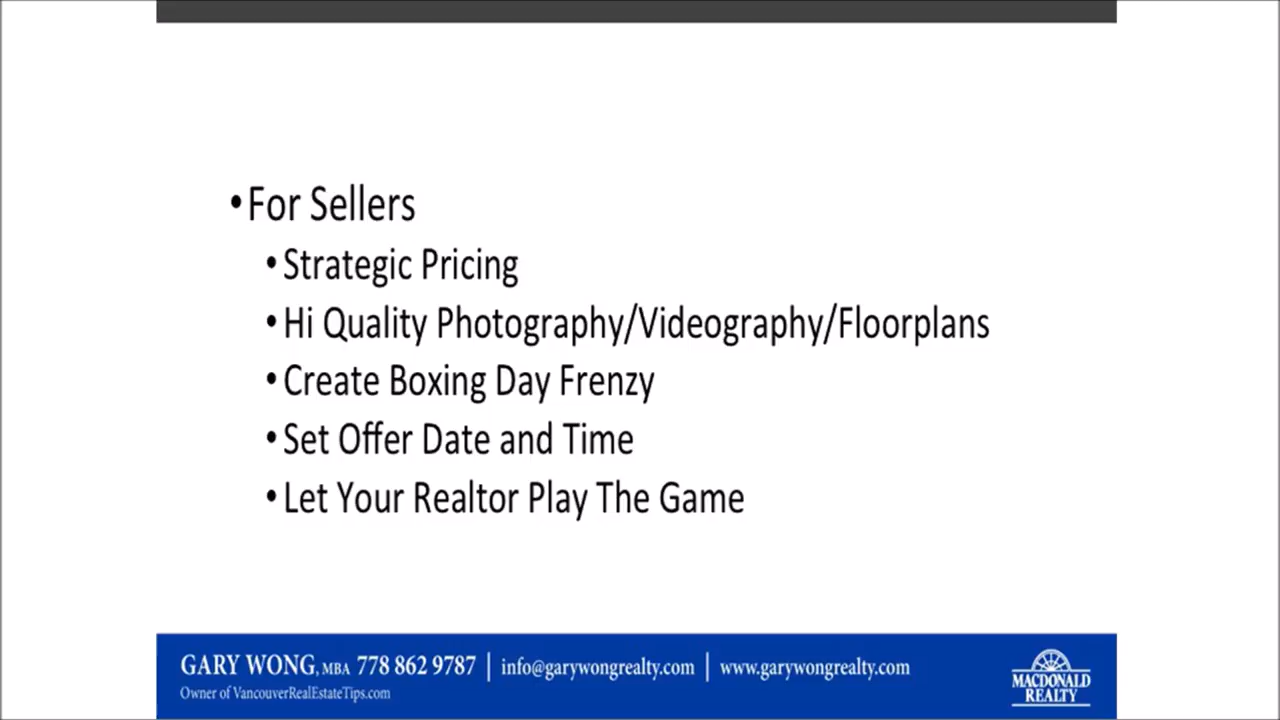 •For Sellers
•Strategic Pricing
•Hi Quality Photography/Videography/Floorplans
•Create Boxing Day Frenzy
•Set Offer Date and Time
•Let Your Realtor Play The Game
GARY WONG, MBA 778 862 9787 | info@garywongrealty.com | www.garywongrealty.com
Owner of VancouverRealEstateTips.com
MACDONALD
REALTY